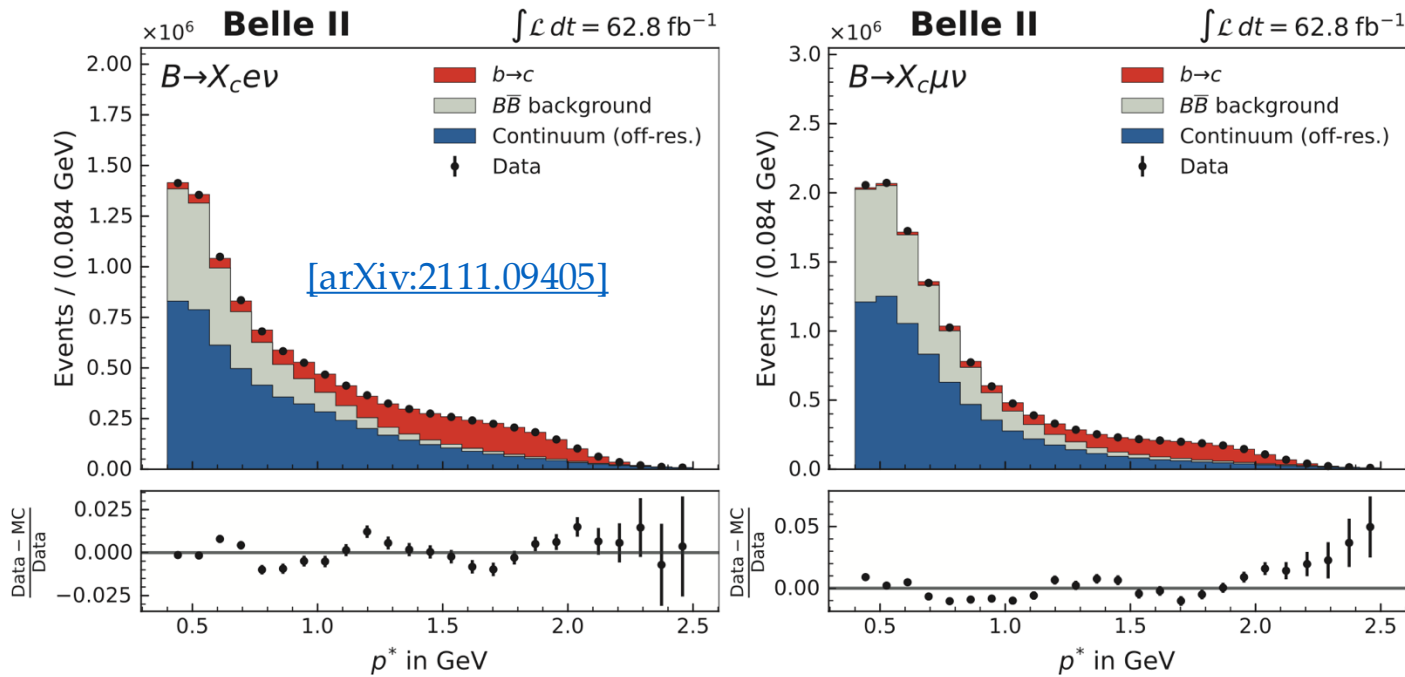 ×10⁶ Belle II ∫ℒ dt = 62.8 fb⁻¹
B→X_c eν
b→c
BB̅ background
Continuum (off-res.)
Data
[arXiv:2111.09405]
Events / (0.084 GeV)
2.00
1.75
1.50
1.25
1.00
0.75
0.50
0.25
0.00
Data − MC
Data
0.025
0.000
−0.025
0.5 1.0 1.5 2.0 2.5
p* in GeV
×10⁶ Belle II ∫ℒ dt = 62.8 fb⁻¹
B→X_c μν
b→c
BB̅ background
Continuum (off-res.)
Data
Events / (0.084 GeV)
3.0
2.5
2.0
1.5
1.0
0.5
0.0
Data − MC
Data
0.05
0.00
0.5 1.0 1.5 2.0 2.5
p* in GeV